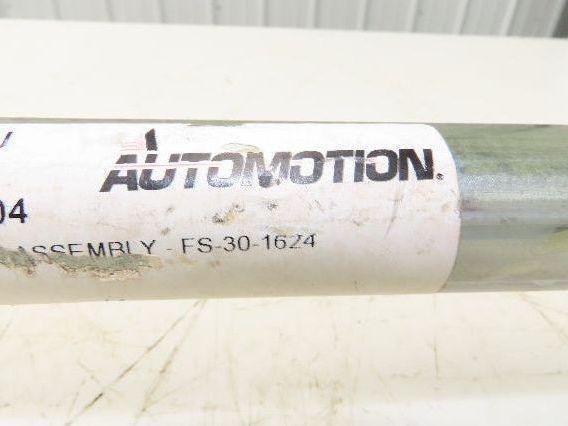 AUTOMOTION.
04
ASSEMBLY - FS-30-1624